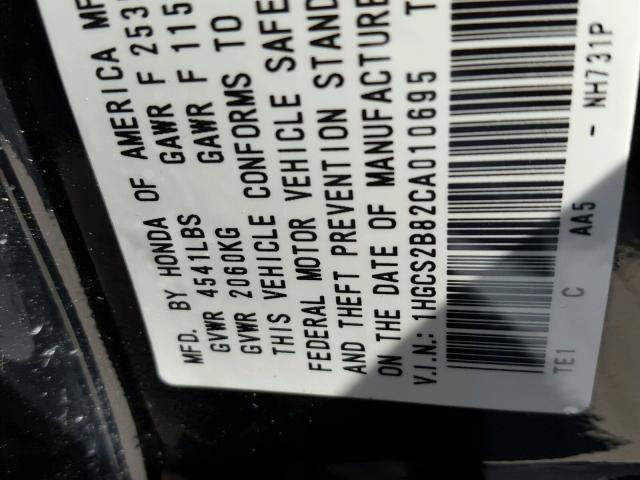 MFD. BY HONDA OF AMERICA MF
GVWR 4541LBS GAWR F 253
GVWR 2060KG GAWR F 115
THIS VEHICLE CONFORMS TO
FEDERAL MOTOR VEHICLE SAFE
AND THEFT PREVENTION STAND
ON THE DATE OF MANUFACTURE
V.I.N.: 1HGCS2B82CA010695 T
TE1 C AA5 - NH731P